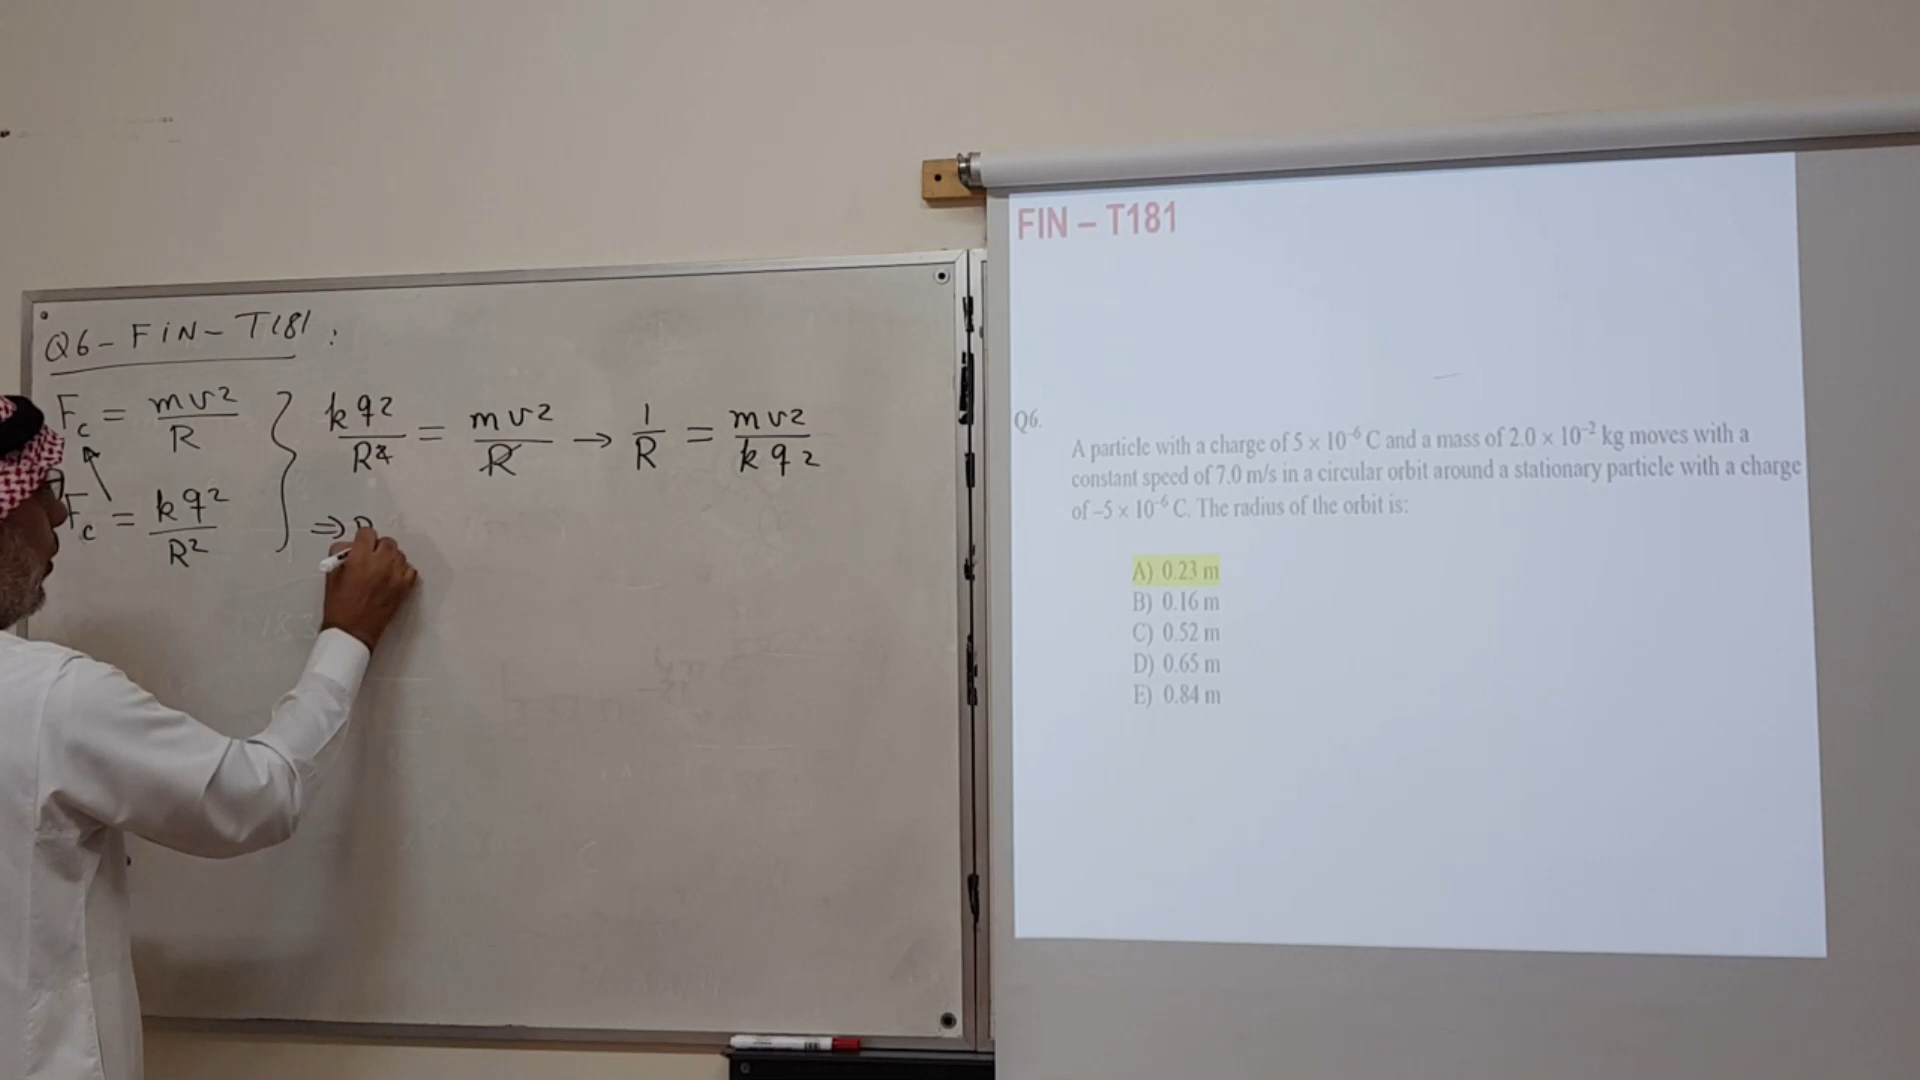 Q6 - FIN - T181 :
F_c = mv²/R
F_c = kq²/R²
kq²/R² = mv²/R → 1/R = mv²/kq²
⇒ R
FIN – T181
Q6.
A particle with a charge of 5 × 10⁻⁶ C and a mass of 2.0 × 10⁻² kg moves with a
constant speed of 7.0 m/s in a circular orbit around a stationary particle with a charge
of –5 × 10⁻⁶ C. The radius of the orbit is:
A) 0.23 m
B) 0.16 m
C) 0.52 m
D) 0.65 m
E) 0.84 m